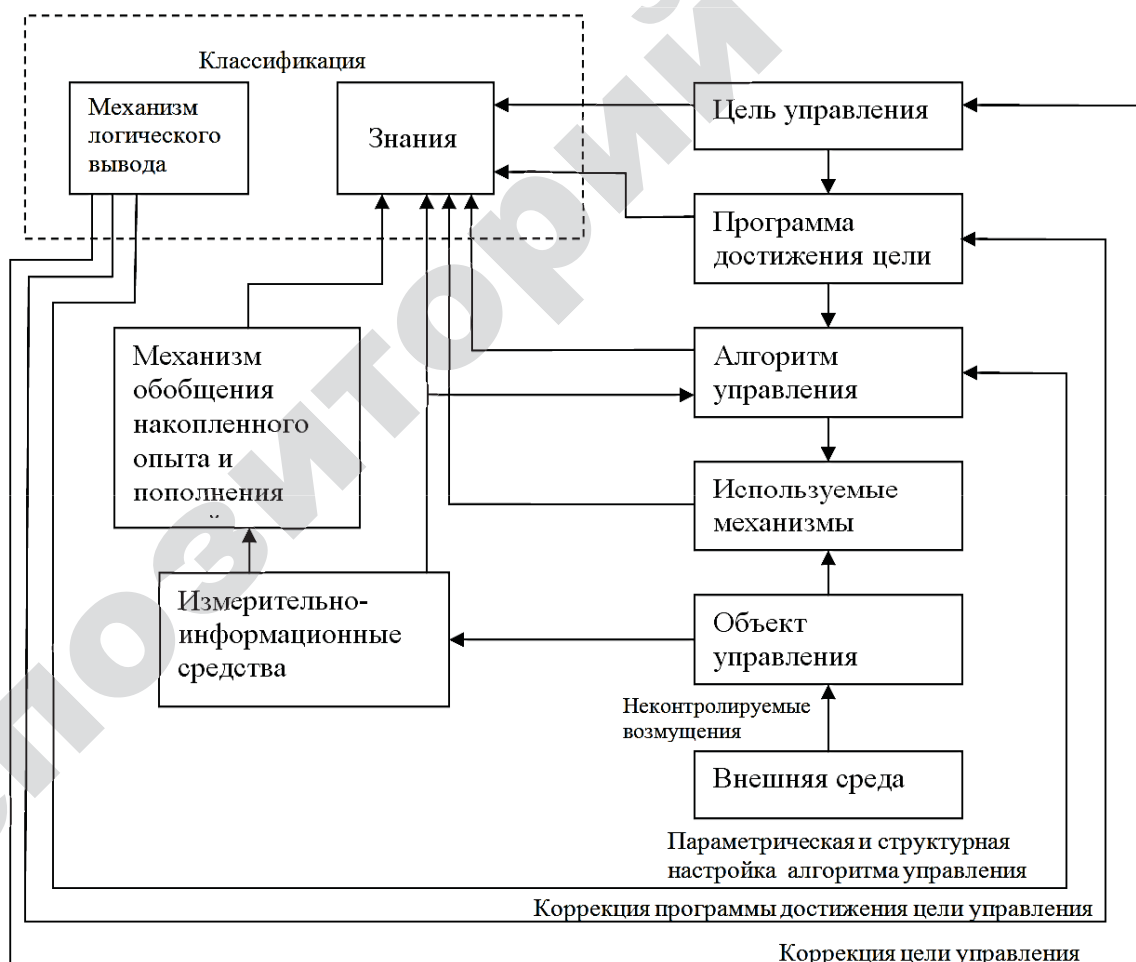 Классификация
Механизм
логического
вывода
Знания
Цель управления
Программа
достижения цели
Механизм
обобщения
накопленного
опыта и
пополнения
Алгоритм
управления
Используемые
механизмы
Измерительно-
информационные
средства
Объект
управления
Неконтролируемые
возмущения
Внешняя среда
Параметрическая и структурная
настройка алгоритма управления
Коррекция программы достижения цели управления
Коррекция цели управления